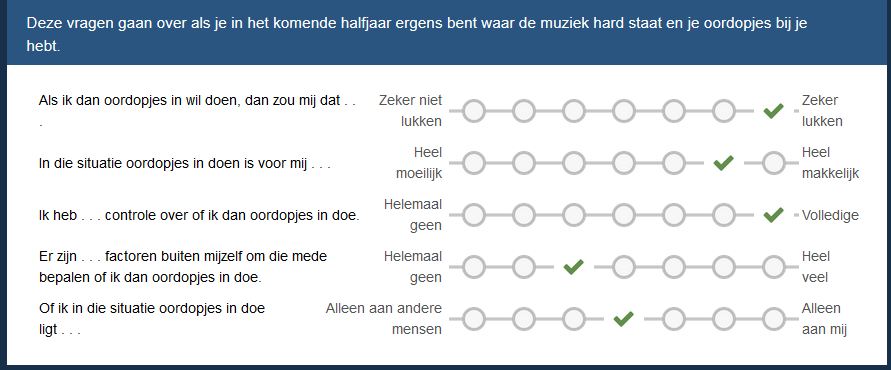 Deze vragen gaan over als je in het komende halfjaar ergens bent waar de muziek hard staat en je oordopjes bij je
hebt.
Als ik dan oordopjes in wil doen, dan zou mij dat . .
.
Zeker niet
lukken
Zeker
lukken
In die situatie oordopjes in doen is voor mij . . .
Heel
moeilijk
Heel
makkelijk
Ik heb . . . controle over of ik dan oordopjes in doe.
Helemaal
geen
Volledige
Er zijn . . . factoren buiten mijzelf om die mede
bepalen of ik dan oordopjes in doe.
Helemaal
geen
Heel
veel
Of ik in die situatie oordopjes in doe
ligt . . .
Alleen aan andere
mensen
Alleen
aan mij